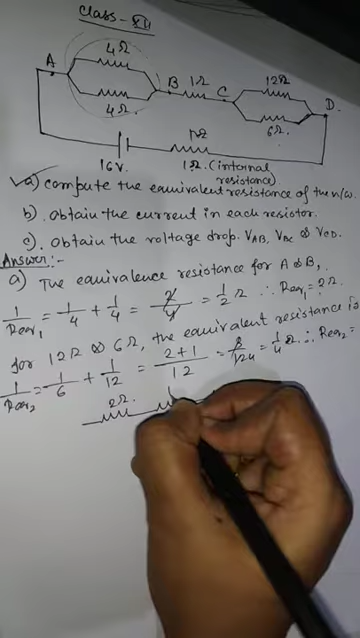 Class - XII
4Ω
4Ω
A
B
1Ω
C
12Ω
6Ω.
D.
16V.
1Ω
1Ω (internal resistance)
a) compute the equivalent resistance of the n/w.
b). obtain the current in each resistor.
c). obtain the voltage drop. VAB, VBC & VCD.
Answer:-
a) The equivalence resistance for A & B,
1/Req1 = 1/4 + 1/4 = 2/4 = 1/2 Ω ∴ Req1 = 2Ω.
for 12Ω & 6Ω, the equivalent resistance is
1/Req2 = 1/6 + 1/12 = 2+1/12 = 3/12 4 = 1/4 Ω ∴ Req2 =
2Ω.